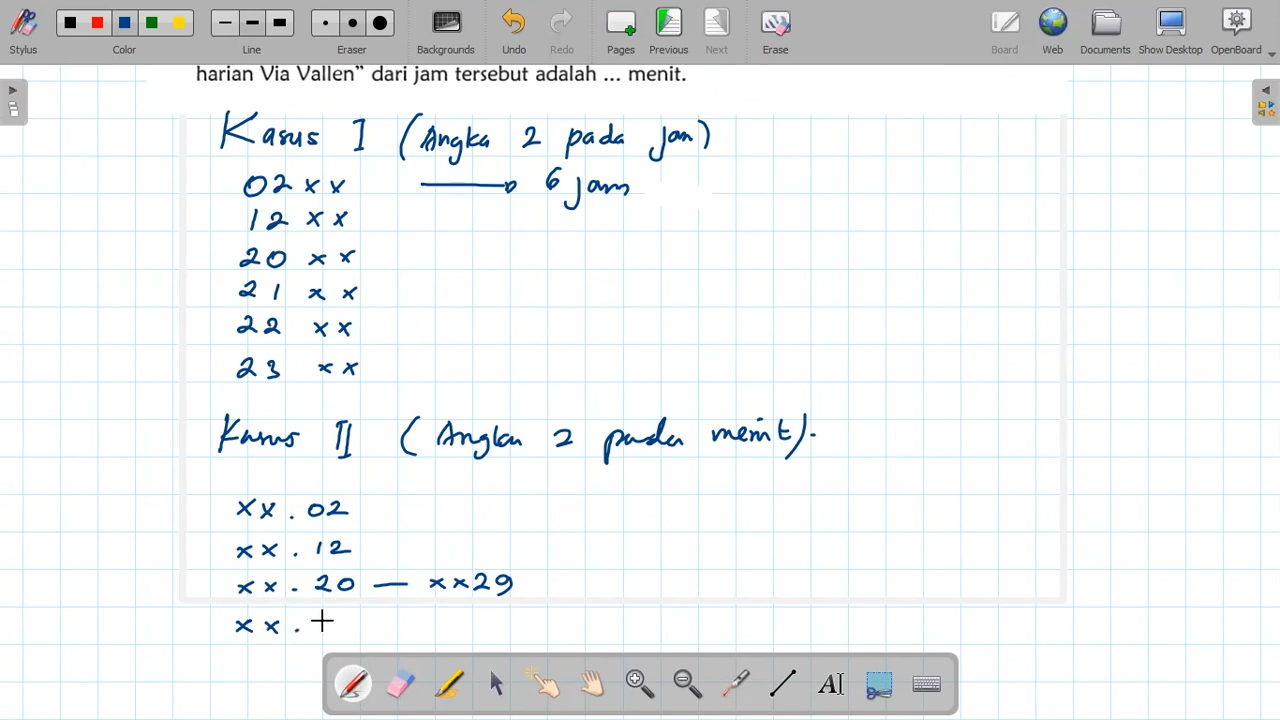 Stylus Color Line Eraser Backgrounds Undo Redo Pages Previous Next Erase Board Web Documents Show Desktop OpenBoard
harian Via Vallen” dari jam tersebut adalah ... menit.
Kasus I (Angka 2 pada jam)
02 x x → 6 jam
12 x x
20 x x
21 x x
22 x x
23 x x
Kasus II (Angka 2 pada menit).
x x . 02
x x . 12
x x . 20 — x x 29
x x .
AI